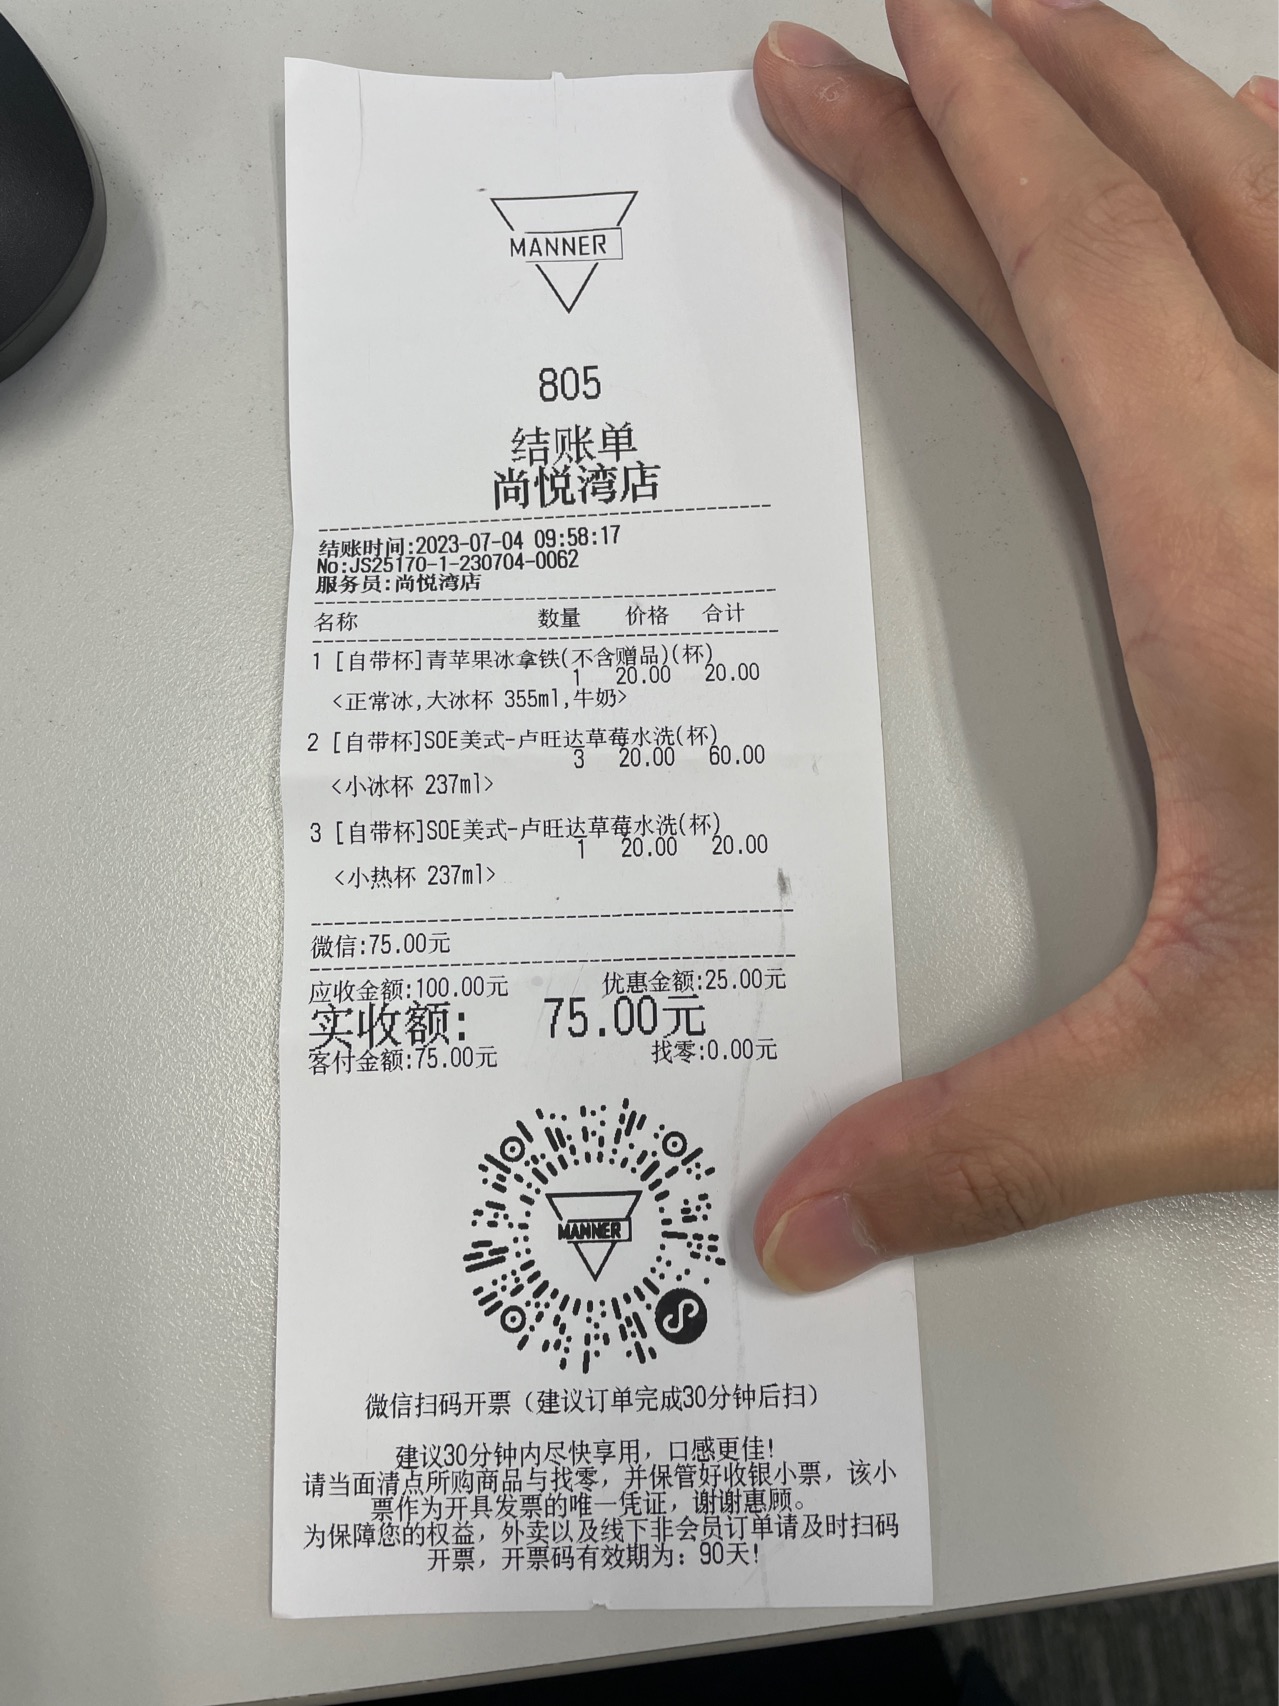 MANNER
805
结账单
尚悦湾店
结账时间:2023-07-04 09:58:17
No:JS25170-1-230704-0062
服务员:尚悦湾店
名称 数量 价格 合计
1 [自带杯]青苹果冰拿铁(不含赠品)(杯)
1 20.00 20.00
<正常冰,大冰杯 355ml,牛奶>
2 [自带杯]SOE美式-卢旺达草莓水洗(杯)
3 20.00 60.00
<小冰杯 237ml>
3 [自带杯]SOE美式-卢旺达草莓水洗(杯)
1 20.00 20.00
<小热杯 237ml>
微信:75.00元
应收金额:100.00元 优惠金额:25.00元
实收额: 75.00元
客付金额:75.00元 找零:0.00元
MANNER
微信扫码开票（建议订单完成30分钟后扫）
建议30分钟内尽快享用，口感更佳！
请当面清点所购商品与找零，并保管好收银小票，该小
票作为开具发票的唯一凭证，谢谢惠顾。
为保障您的权益，外卖以及线下非会员订单请及时扫码
开票，开票码有效期为：90天！